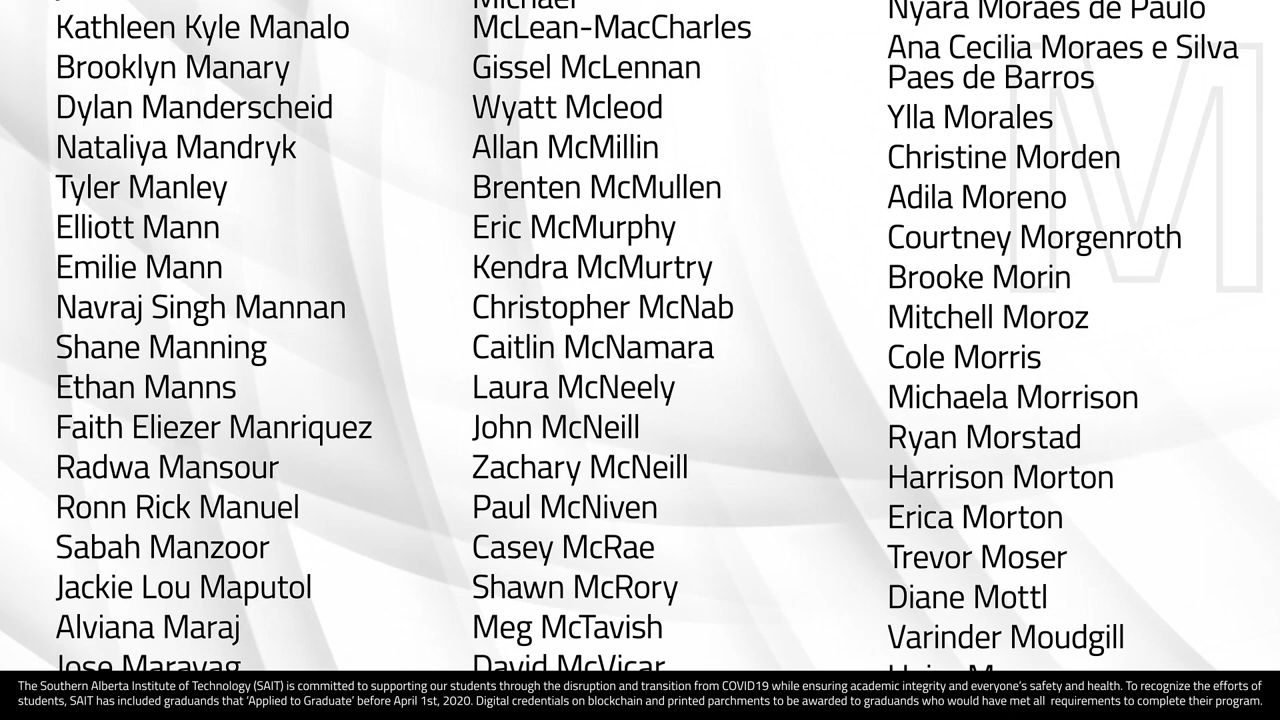 Kathleen Kyle Manalo
Brooklyn Manary
Dylan Manderscheid
Nataliya Mandryk
Tyler Manley
Elliott Mann
Emilie Mann
Navraj Singh Mannan
Shane Manning
Ethan Manns
Faith Eliezer Manriquez
Radwa Mansour
Ronn Rick Manuel
Sabah Manzoor
Jackie Lou Maputol
Alviana Maraj
Jose Maravag
Michael
McLean-MacCharles
Gissel McLennan
Wyatt Mcleod
Allan McMillin
Brenten McMullen
Eric McMurphy
Kendra McMurtry
Christopher McNab
Caitlin McNamara
Laura McNeely
John McNeill
Zachary McNeill
Paul McNiven
Casey McRae
Shawn McRory
Meg McTavish
David McVicar
Nyara Moraes de Paulo
Ana Cecilia Moraes e Silva
Paes de Barros
Ylla Morales
Christine Morden
Adila Moreno
Courtney Morgenroth
Brooke Morin
Mitchell Moroz
Cole Morris
Michaela Morrison
Ryan Morstad
Harrison Morton
Erica Morton
Trevor Moser
Diane Mottl
Varinder Moudgill
M
The Southern Alberta Institute of Technology (SAIT) is committed to supporting our students through the disruption and transition from COVID19 while ensuring academic integrity and everyone's safety and health. To recognize the efforts of
students, SAIT has included graduands that 'Applied to Graduate' before April 1st, 2020. Digital credentials on blockchain and printed parchments to be awarded to graduands who would have met all requirements to complete their program.